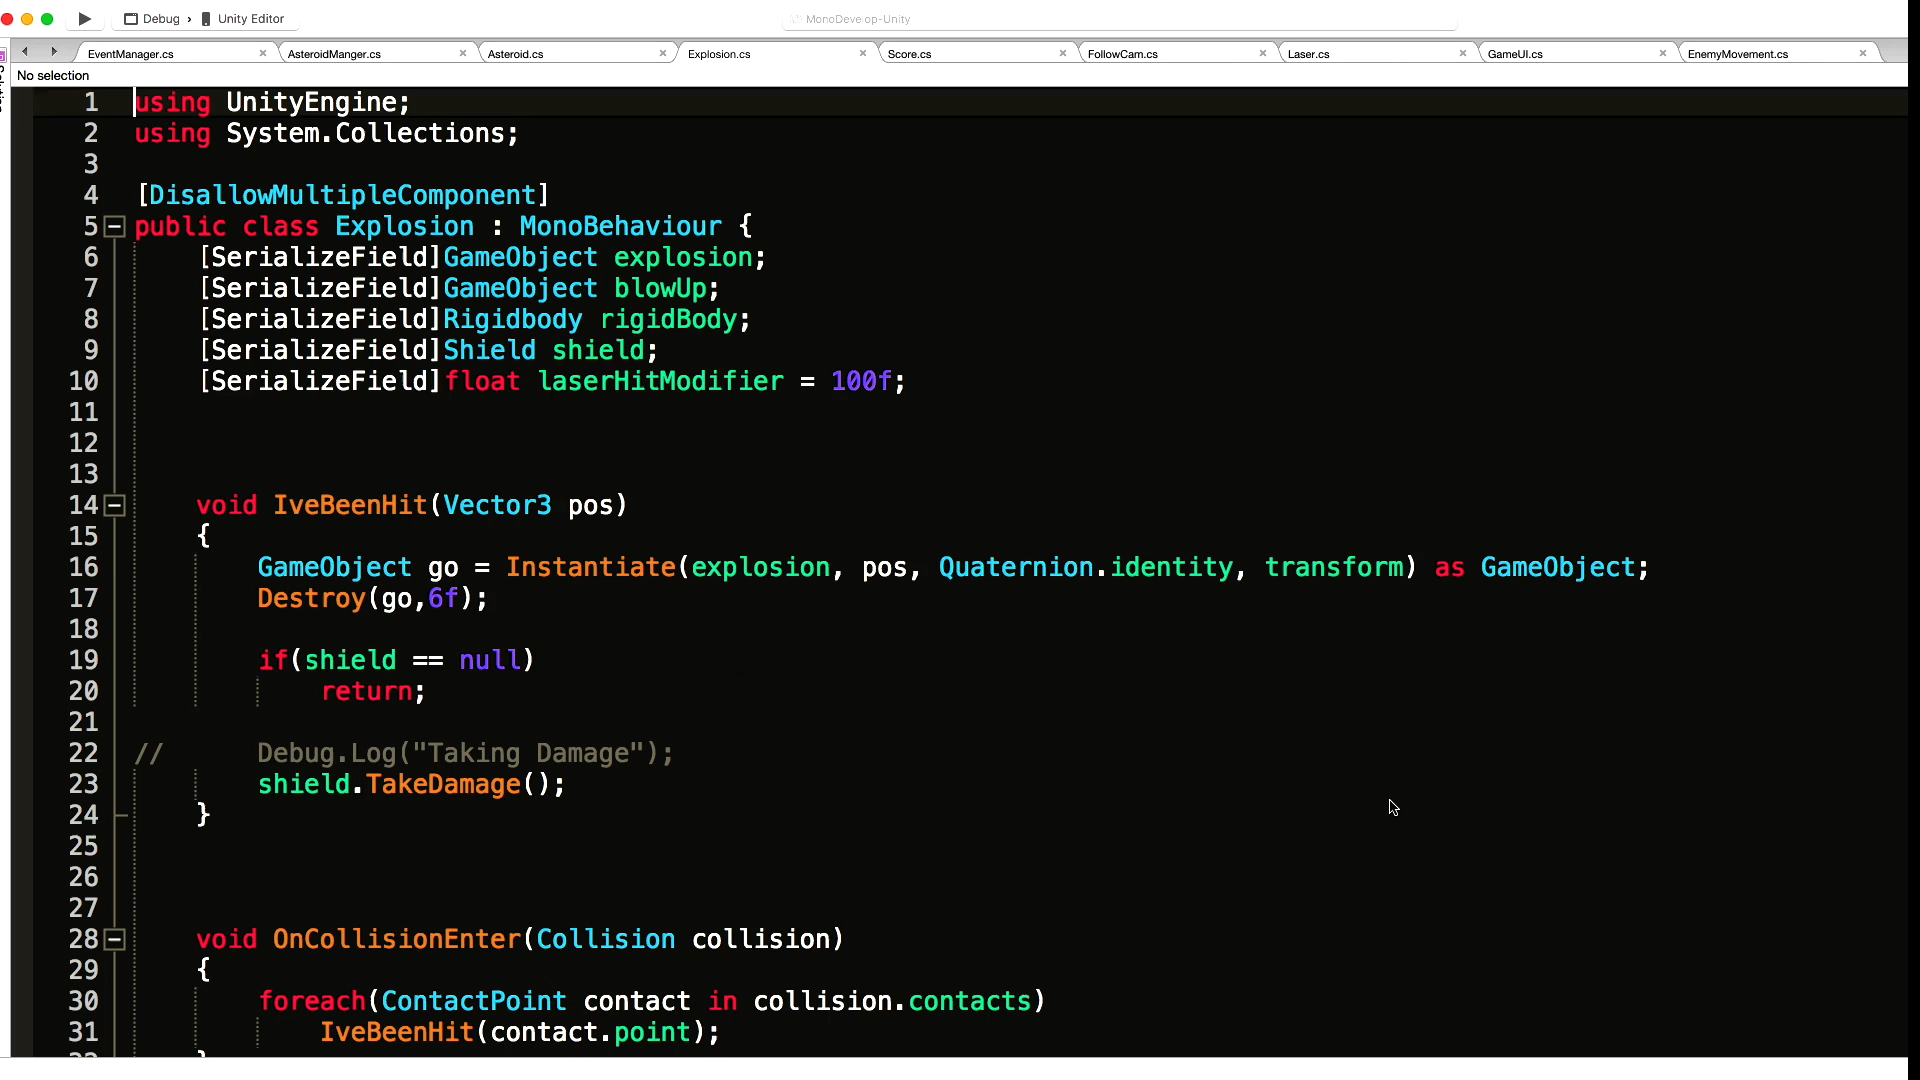 Debug › Unity Editor
MonoDevelop-Unity
EventManager.cs
AsteroidManger.cs
Asteroid.cs
Explosion.cs
Score.cs
FollowCam.cs
Laser.cs
GameUI.cs
EnemyMovement.cs
No selection
1 using UnityEngine;
2 using System.Collections;
3
4 [DisallowMultipleComponent]
5 public class Explosion : MonoBehaviour {
6 [SerializeField]GameObject explosion;
7 [SerializeField]GameObject blowUp;
8 [SerializeField]Rigidbody rigidBody;
9 [SerializeField]Shield shield;
10 [SerializeField]float laserHitModifier = 100f;
11
12
13
14 void IveBeenHit(Vector3 pos)
15 {
16 GameObject go = Instantiate(explosion, pos, Quaternion.identity, transform) as GameObject;
17 Destroy(go,6f);
18
19 if(shield == null)
20 return;
21
22 // Debug.Log("Taking Damage");
23 shield.TakeDamage();
24 }
25
26
27
28 void OnCollisionEnter(Collision collision)
29 {
30 foreach(ContactPoint contact in collision.contacts)
31 IveBeenHit(contact.point);